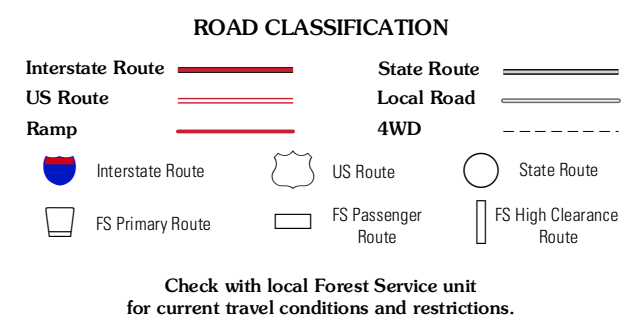 ROAD CLASSIFICATION
Interstate Route
State Route
US Route
Local Road
Ramp
4WD
Interstate Route
US Route
State Route
FS Primary Route
FS Passenger
Route
FS High Clearance
Route
Check with local Forest Service unit
for current travel conditions and restrictions.